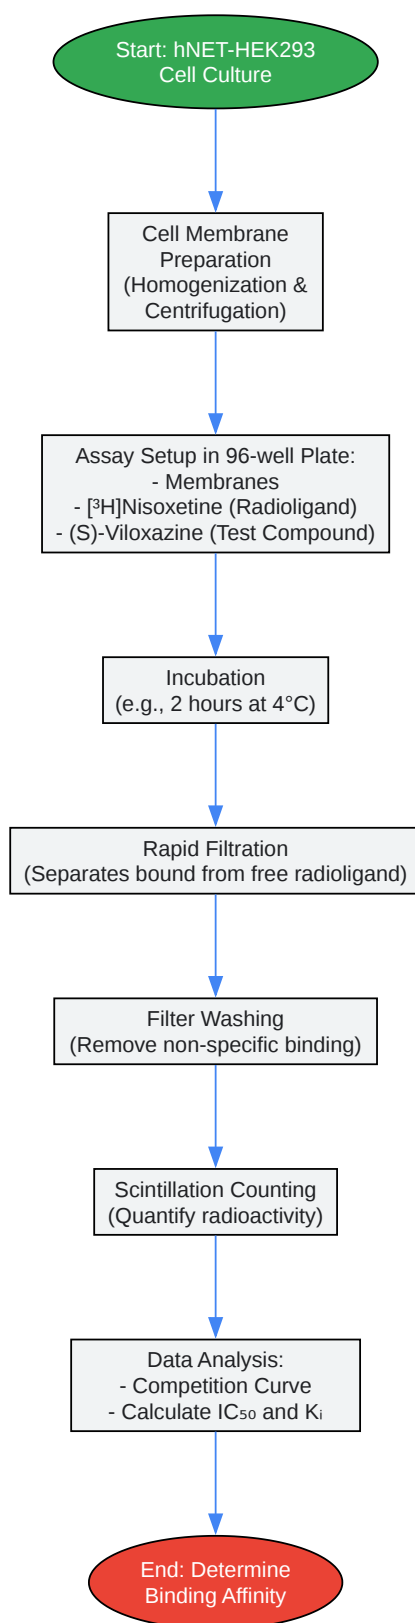 Start: hNET-HEK293
Cell Culture
Cell Membrane
Preparation
(Homogenization &
Centrifugation)
Assay Setup in 96-well Plate:
- Membranes
- [³H]Nisoxetine (Radioligand)
- (S)-Viloxazine (Test Compound)
Incubation
(e.g., 2 hours at 4°C)
Rapid Filtration
(Separates bound from free radioligand)
Filter Washing
(Remove non-specific binding)
Scintillation Counting
(Quantify radioactivity)
Data Analysis:
- Competition Curve
- Calculate IC₅₀ and Kᵢ
End: Determine
Binding Affinity